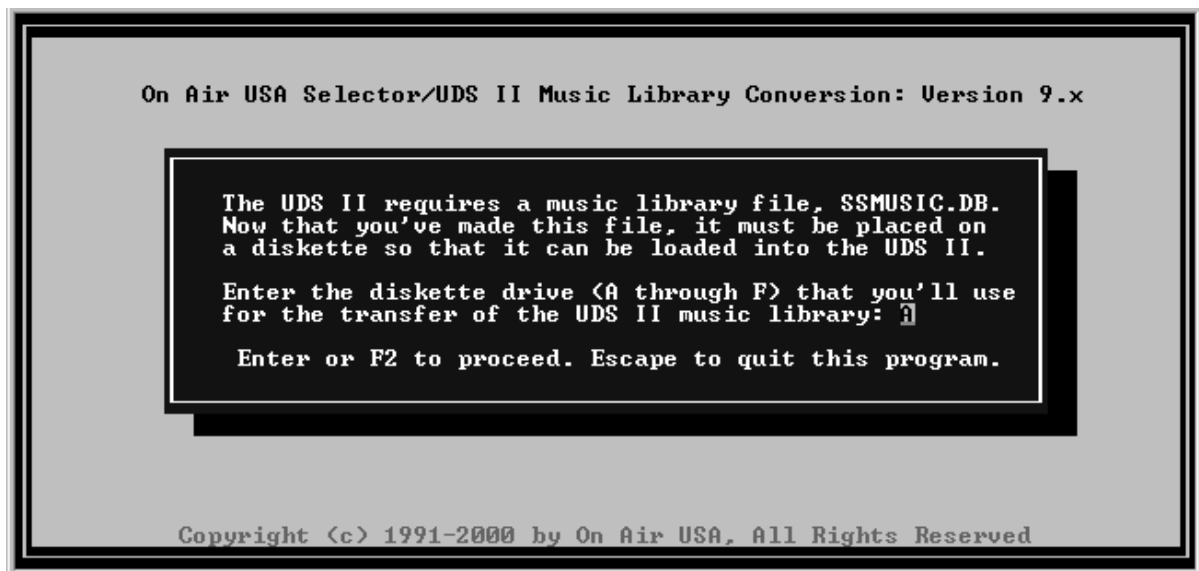 On Air USA Selector/UDS II Music Library Conversion: Version 9.x
The UDS II requires a music library file, SSMUSIC.DB.
Now that you've made this file, it must be placed on
a diskette so that it can be loaded into the UDS II.
Enter the diskette drive (A through F) that you'll use
for the transfer of the UDS II music library: A
Enter or F2 to proceed. Escape to quit this program.
Copyright (c) 1991-2000 by On Air USA, All Rights Reserved